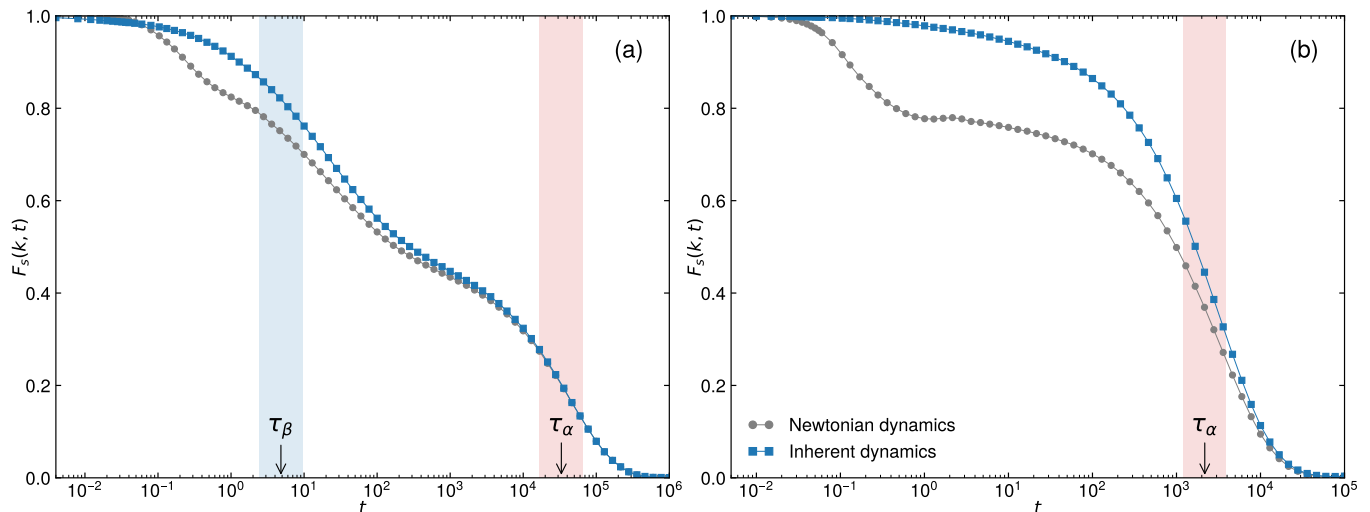 (a)
1.0
0.8
0.6
0.4
0.2
0.0
F_s(k, t)
τ_β
τ_α
10^−2 10^−1 10^0 10^1 10^2 10^3 10^4 10^5 10^6
t
(b)
1.0
0.8
0.6
0.4
0.2
0.0
F_s(k, t)
Newtonian dynamics
Inherent dynamics
τ_α
10^−2 10^−1 10^0 10^1 10^2 10^3 10^4 10^5
t